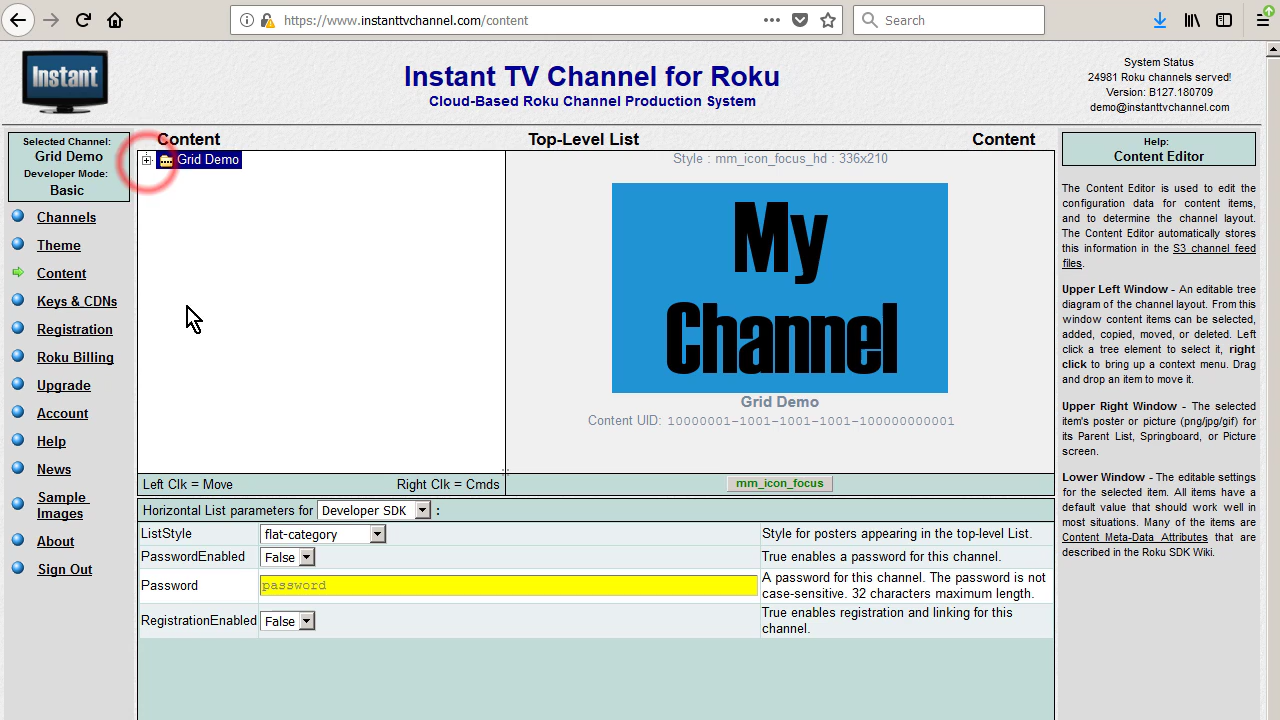 https://www.instanttvchannel.com/content
Search
Instant
Instant TV Channel for Roku
Cloud-Based Roku Channel Production System
System Status
24981 Roku channels served!
Version: B127.180709
demo@instanttvchannel.com
Selected Channel:
Grid Demo
Developer Mode:
Basic
Channels
Theme
Content
Keys & CDNs
Registration
Roku Billing
Upgrade
Account
Help
News
Sample
Images
About
Sign Out
Content
Top-Level List
Content
Grid Demo
Style : mm_icon_focus_hd : 336x210
My
Channel
Grid Demo
Content UID: 10000001-1001-1001-1001-100000000001
Left Clk = Move
Right Clk = Cmds
mm_icon_focus
Horizontal List parameters for Developer SDK :
ListStyle
flat-category
Style for posters appearing in the top-level List.
PasswordEnabled
False
True enables a password for this channel.
Password
password
A password for this channel. The password is not
case-sensitive. 32 characters maximum length.
RegistrationEnabled
False
True enables registration and linking for this
channel.
Help:
Content Editor
The Content Editor is used to edit the
configuration data for content items,
and to determine the channel layout.
The Content Editor automatically stores
this information in the S3 channel feed
files.
Upper Left Window - An editable tree
diagram of the channel layout. From this
window content items can be selected,
added, copied, moved, or deleted. Left
click a tree element to select it, right
click to bring up a context menu. Drag
and drop an item to move it.
Upper Right Window - The selected
item's poster or picture (png/jpg/gif) for
its Parent List, Springboard, or Picture
screen.
Lower Window - The editable settings
for the selected item. All items have a
default value that should work well in
most situations. Many of the items are
Content Meta-Data Attributes that are
described in the Roku SDK Wiki.